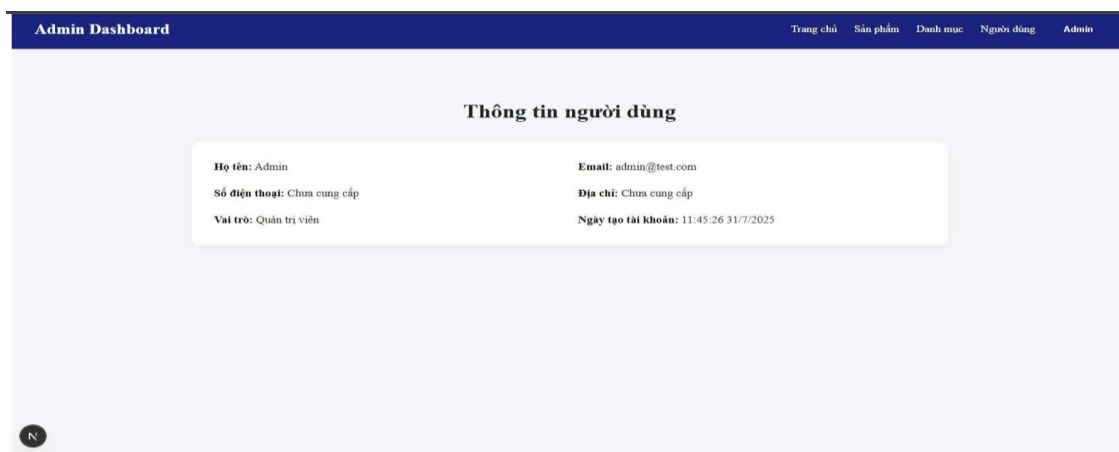 Admin Dashboard Trang chủ Sản phẩm Danh mục Người dùng Admin
Thông tin người dùng
Họ tên: Admin Email: admin@test.com
Số điện thoại: Chưa cung cấp Địa chỉ: Chưa cung cấp
Vai trò: Quản trị viên Ngày tạo tài khoản: 11:45:26 31/7/2025
N